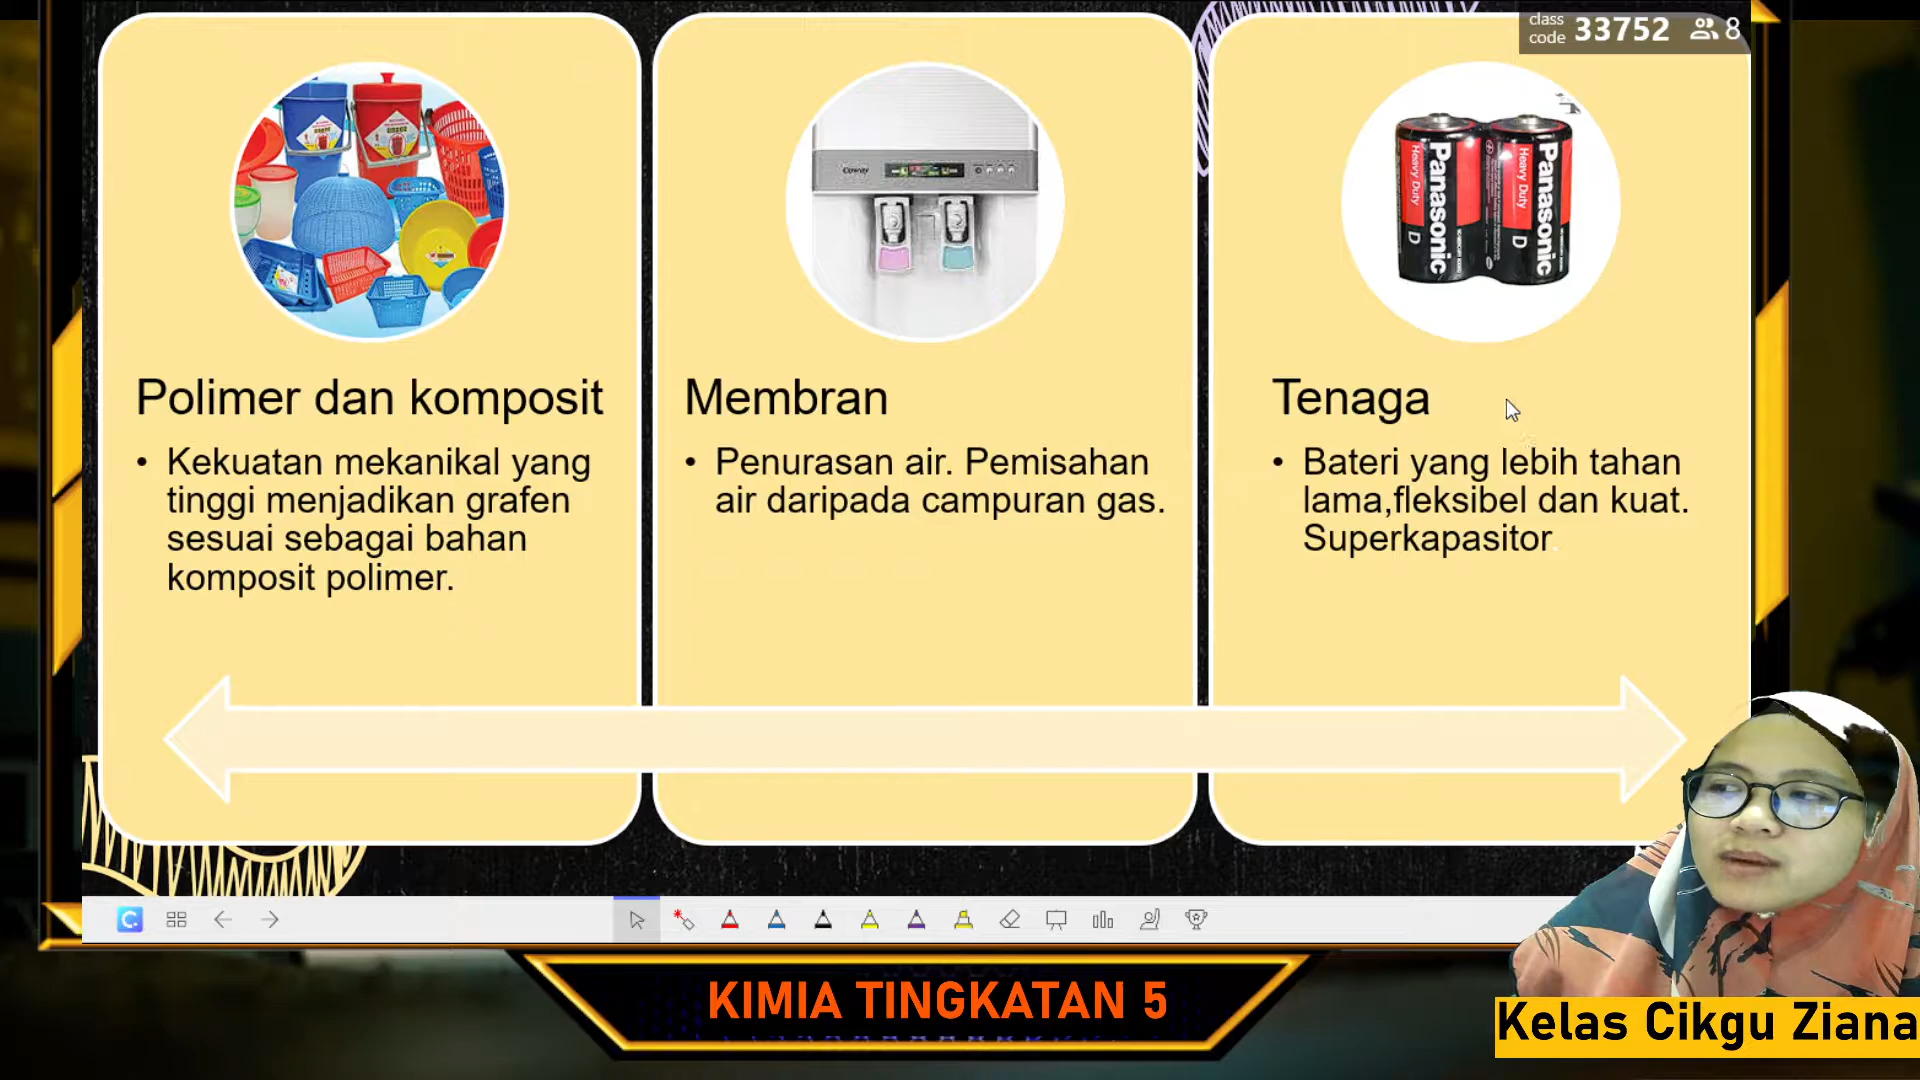 class
code 33752 8
Coway
Panasonic
Heavy Duty
D
Panasonic
Heavy Duty
D
Polimer dan komposit
• Kekuatan mekanikal yang
tinggi menjadikan grafen
sesuai sebagai bahan
komposit polimer.
Membran
• Penurasan air. Pemisahan
air daripada campuran gas.
Tenaga
• Bateri yang lebih tahan
lama,fleksibel dan kuat.
Superkapasitor.
KIMIA TINGKATAN 5
Kelas Cikgu Ziana